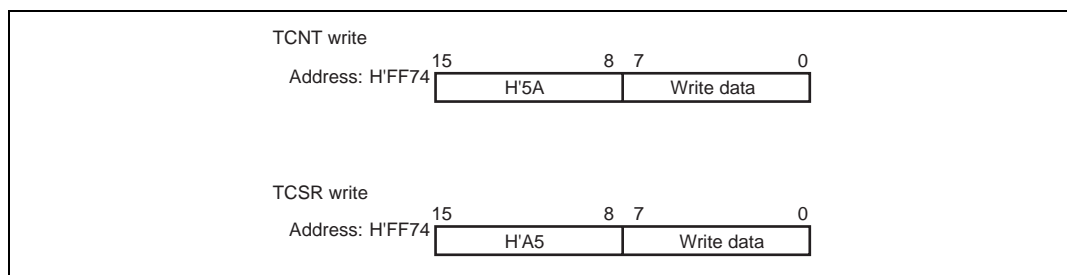 TCNT write
15 8 7 0
Address: H'FF74
H'5A Write data
TCSR write
15 8 7 0
Address: H'FF74
H'A5 Write data